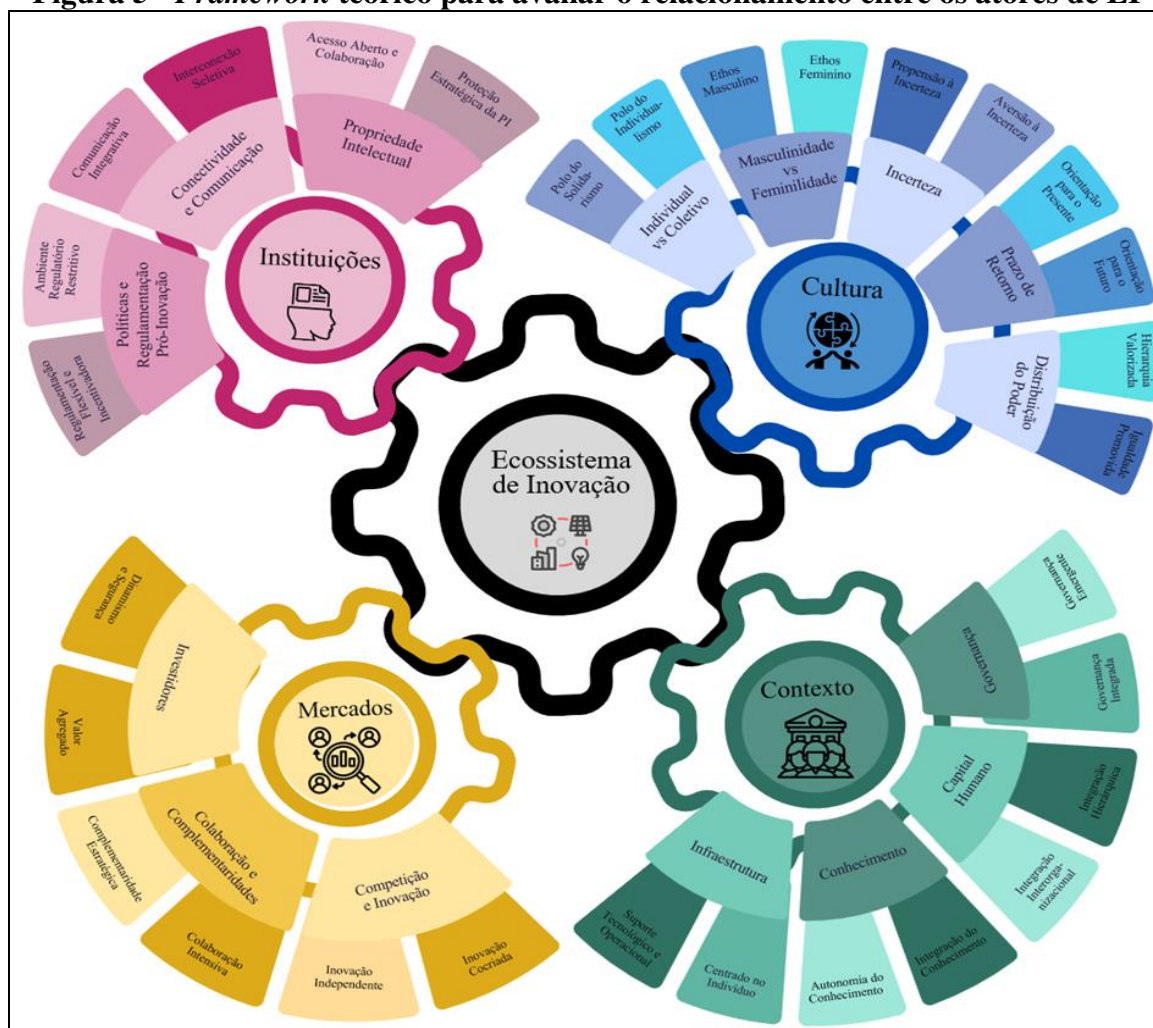 Figura 3 - Framework teórico para avaliar o relacionamento entre os atores de EI
Interconexão
Seletiva
Acesso Aberto e
Colaboração
Proteção
Estratégica da PI
Comunicação
Integrativa
Conectividade
e Comunicação
Propriedade
Intelectual
Ambiente
Regulatório
Restritivo
Políticas e
Regulamentação
Pró-Inovação
Regulamentação
Flexível e
Incentivadora
Instituições
Polo do
Solida-
rismo
Polo do
Individua-
lismo
Ethos
Masculino
Ethos
Feminino
Propensão à
Incerteza
Aversão à
Incerteza
Orientação
para o
Presente
Orientação
para o
Futuro
Hierarquia
Valorizada
Igualdade
Promovida
Individual
vs Coletivo
Masculinidade
vs
Feminilidade
Incerteza
Prazo de
Retorno
Distribuição
do Poder
Cultura
Ecossistema
de Inovação
Dinamismo
e Segurança
Investidores
Valor
Agregado
Mercados
Complementaridade
Estratégica
Colaboração e
Complementaridades
Colaboração
Intensiva
Competição
e Inovação
Inovação
Independente
Inovação
Cocriada
Contexto
Governança
Governança
Emergente
Governança
Integrada
Capital
Humano
Integração
Hierárquica
Integração
Interorga-
nizacional
Infraestrutura
Conhecimento
Suporte
Tecnológico e
Operacional
Centrado no
Indivíduo
Autonomia do
Conhecimento
Integração do
Conhecimento